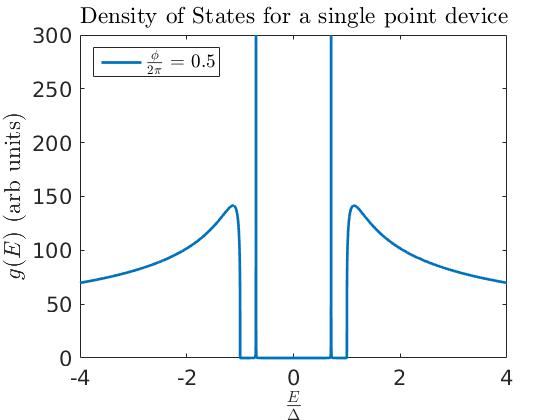 Density of States for a single point device
300
250
200
150
100
50
0
g(E) (arb units)
ϕ/2π = 0.5
-4 -2 0 2 4
E/Δ